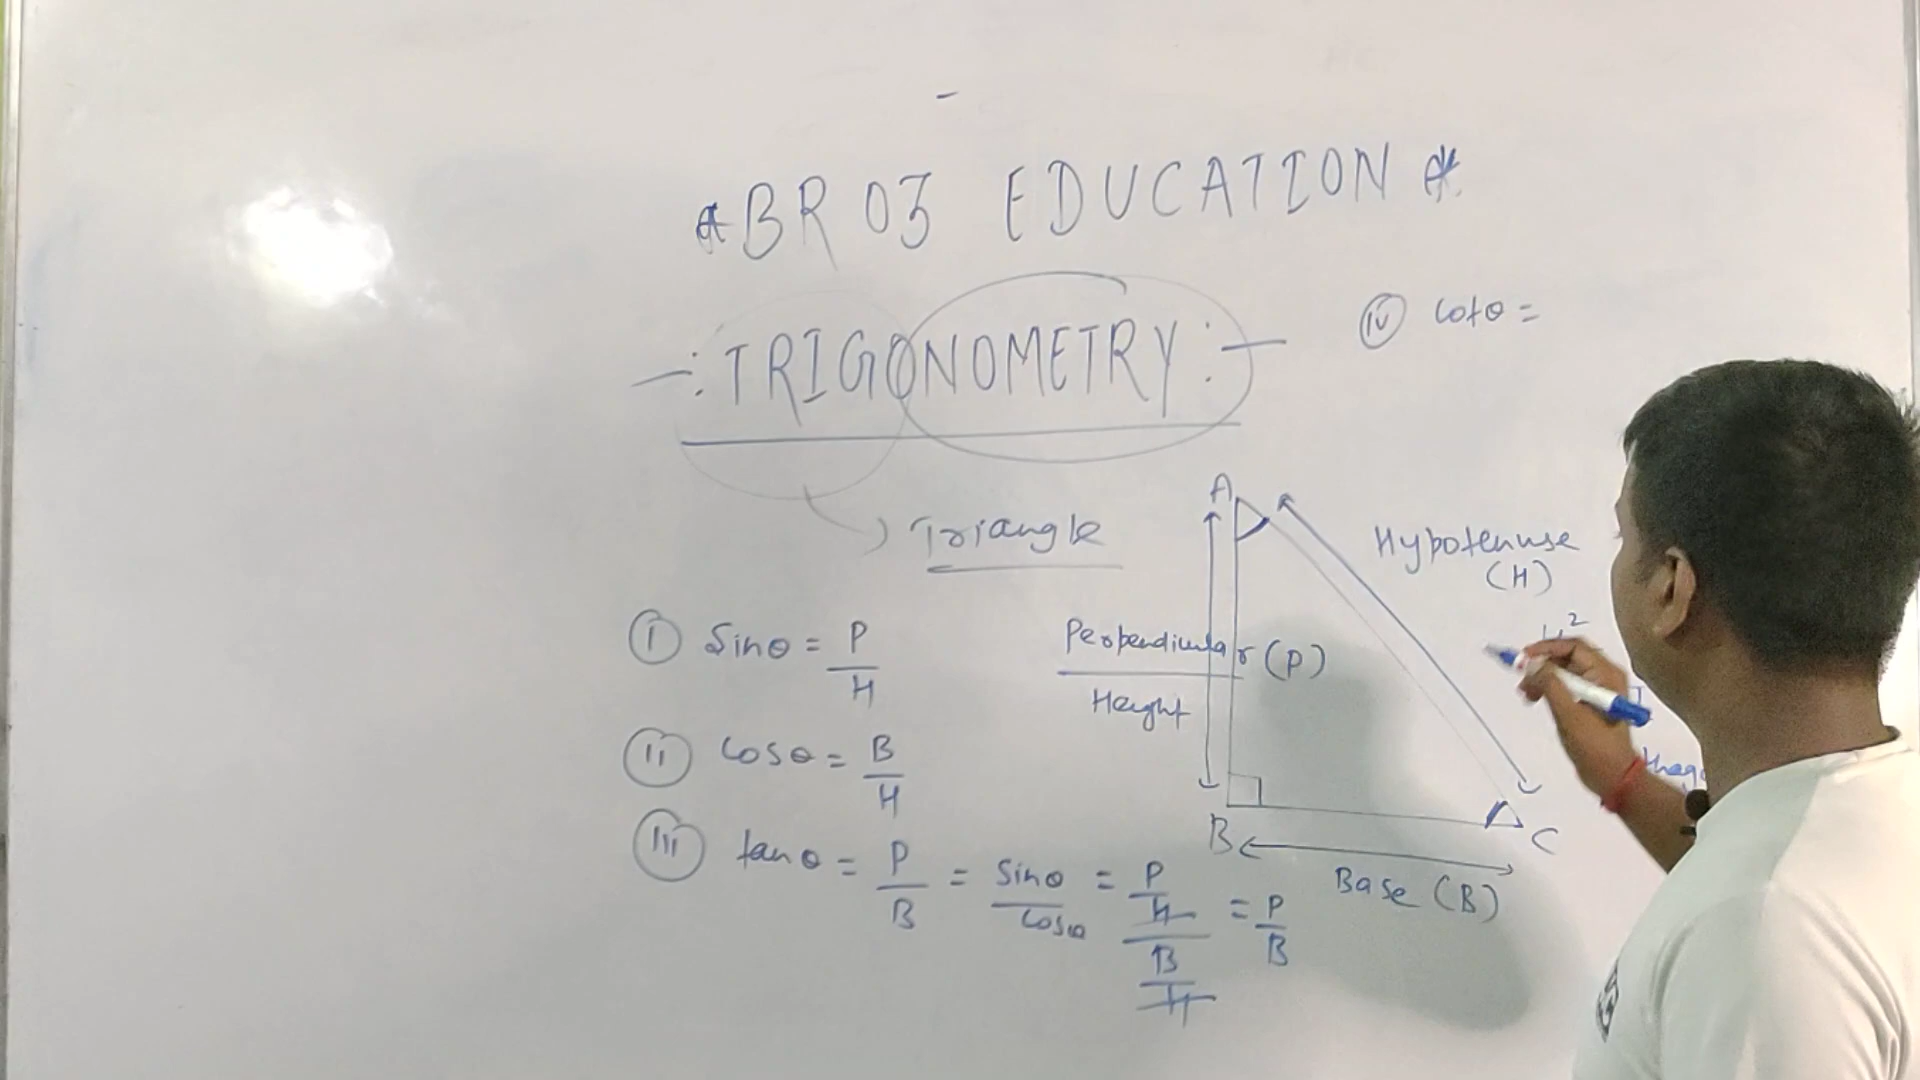 *BR 03 EDUCATION*
-: TRIGONOMETRY :-
(iv) cotθ =
Triangle
A
Hypotenuse
(H)
(i) Sinθ = P/H
Perpendicular (P)
Height
(ii) cosθ = B/H
B
C
Base (B)
(iii) tanθ = P/B = Sinθ/cosθ = P/H / B/H = P/B